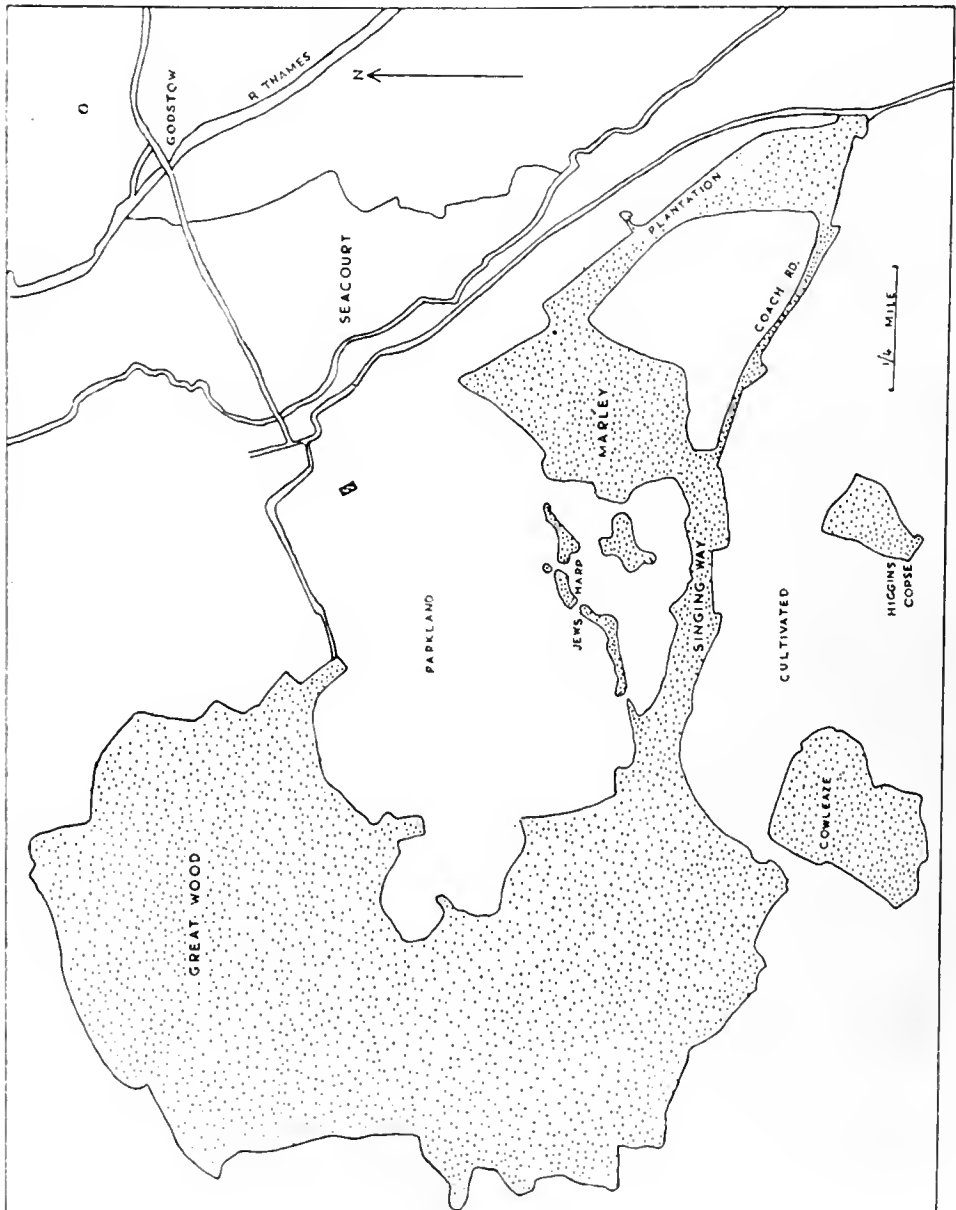 GODSTOW
R THAMES
N
SEACOURT
PLANTATION
COACH RD.
1/4 MILE
MARLEY
JEWS HARP
SINGING WAY
PARKLAND
HIGGINS
COPSE
CULTIVATED
COWLEAZE
GREAT WOOD